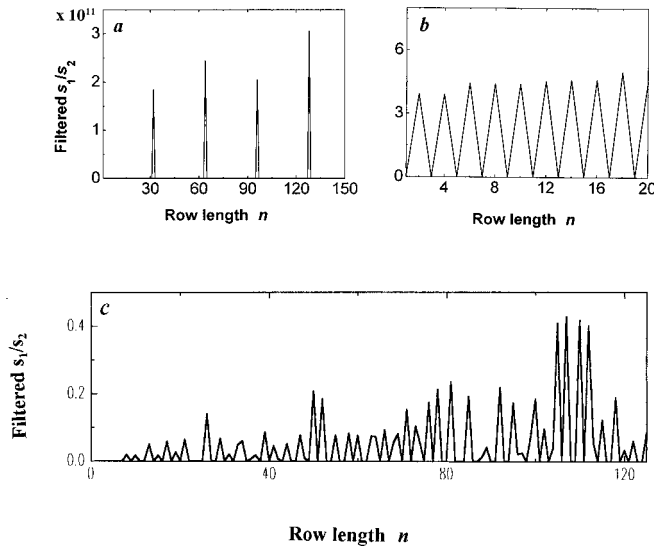 x 10¹¹
a
Filtered s₁/s₂
3
2
1
0
30 60 90 120 150
Row length n
b
6
3
0
4 8 12 16 20
Row length n
c
Filtered s₁/s₂
0.4
0.2
0.0
0 40 80 120
Row length n